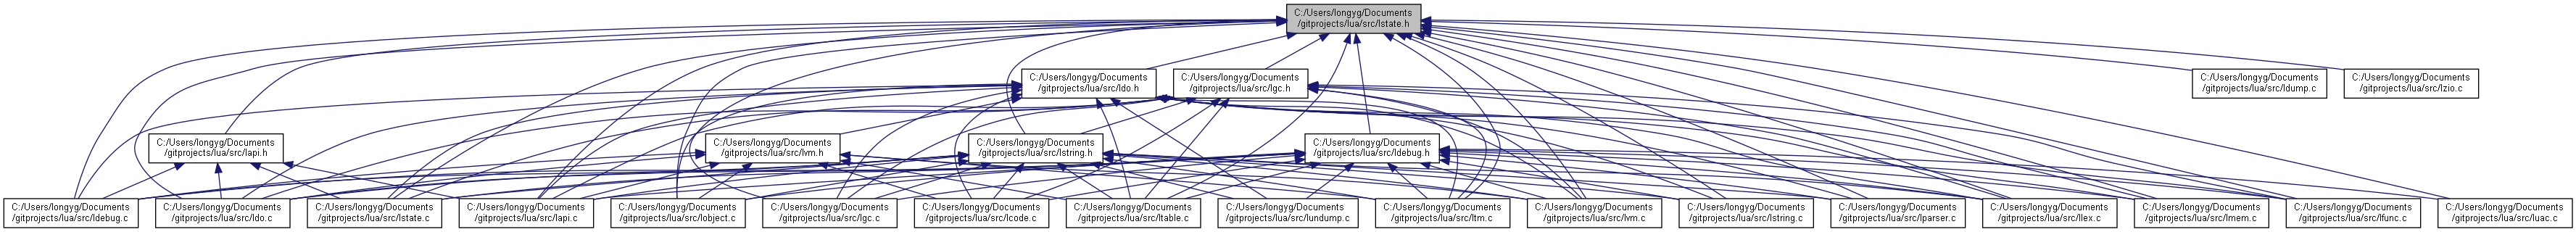 C:/Users/longyg/Documents
/gitprojects/lua/src/lstate.h
C:/Users/longyg/Documents
/gitprojects/lua/src/ldo.h
C:/Users/longyg/Documents
/gitprojects/lua/src/lgc.h
C:/Users/longyg/Documents
/gitprojects/lua/src/ldump.c
C:/Users/longyg/Documents
/gitprojects/lua/src/lzio.c
C:/Users/longyg/Documents
/gitprojects/lua/src/lapi.h
C:/Users/longyg/Documents
/gitprojects/lua/src/lvm.h
C:/Users/longyg/Documents
/gitprojects/lua/src/lstring.h
C:/Users/longyg/Documents
/gitprojects/lua/src/ldebug.h
C:/Users/longyg/Documents
/gitprojects/lua/src/ldebug.c
C:/Users/longyg/Documents
/gitprojects/lua/src/ldo.c
C:/Users/longyg/Documents
/gitprojects/lua/src/lstate.c
C:/Users/longyg/Documents
/gitprojects/lua/src/lapi.c
C:/Users/longyg/Documents
/gitprojects/lua/src/lobject.c
C:/Users/longyg/Documents
/gitprojects/lua/src/lgc.c
C:/Users/longyg/Documents
/gitprojects/lua/src/lcode.c
C:/Users/longyg/Documents
/gitprojects/lua/src/ltable.c
C:/Users/longyg/Documents
/gitprojects/lua/src/lundump.c
C:/Users/longyg/Documents
/gitprojects/lua/src/ltm.c
C:/Users/longyg/Documents
/gitprojects/lua/src/lvm.c
C:/Users/longyg/Documents
/gitprojects/lua/src/lstring.c
C:/Users/longyg/Documents
/gitprojects/lua/src/lparser.c
C:/Users/longyg/Documents
/gitprojects/lua/src/llex.c
C:/Users/longyg/Documents
/gitprojects/lua/src/lmem.c
C:/Users/longyg/Documents
/gitprojects/lua/src/lfunc.c
C:/Users/longyg/Documents
/gitprojects/lua/src/luac.c